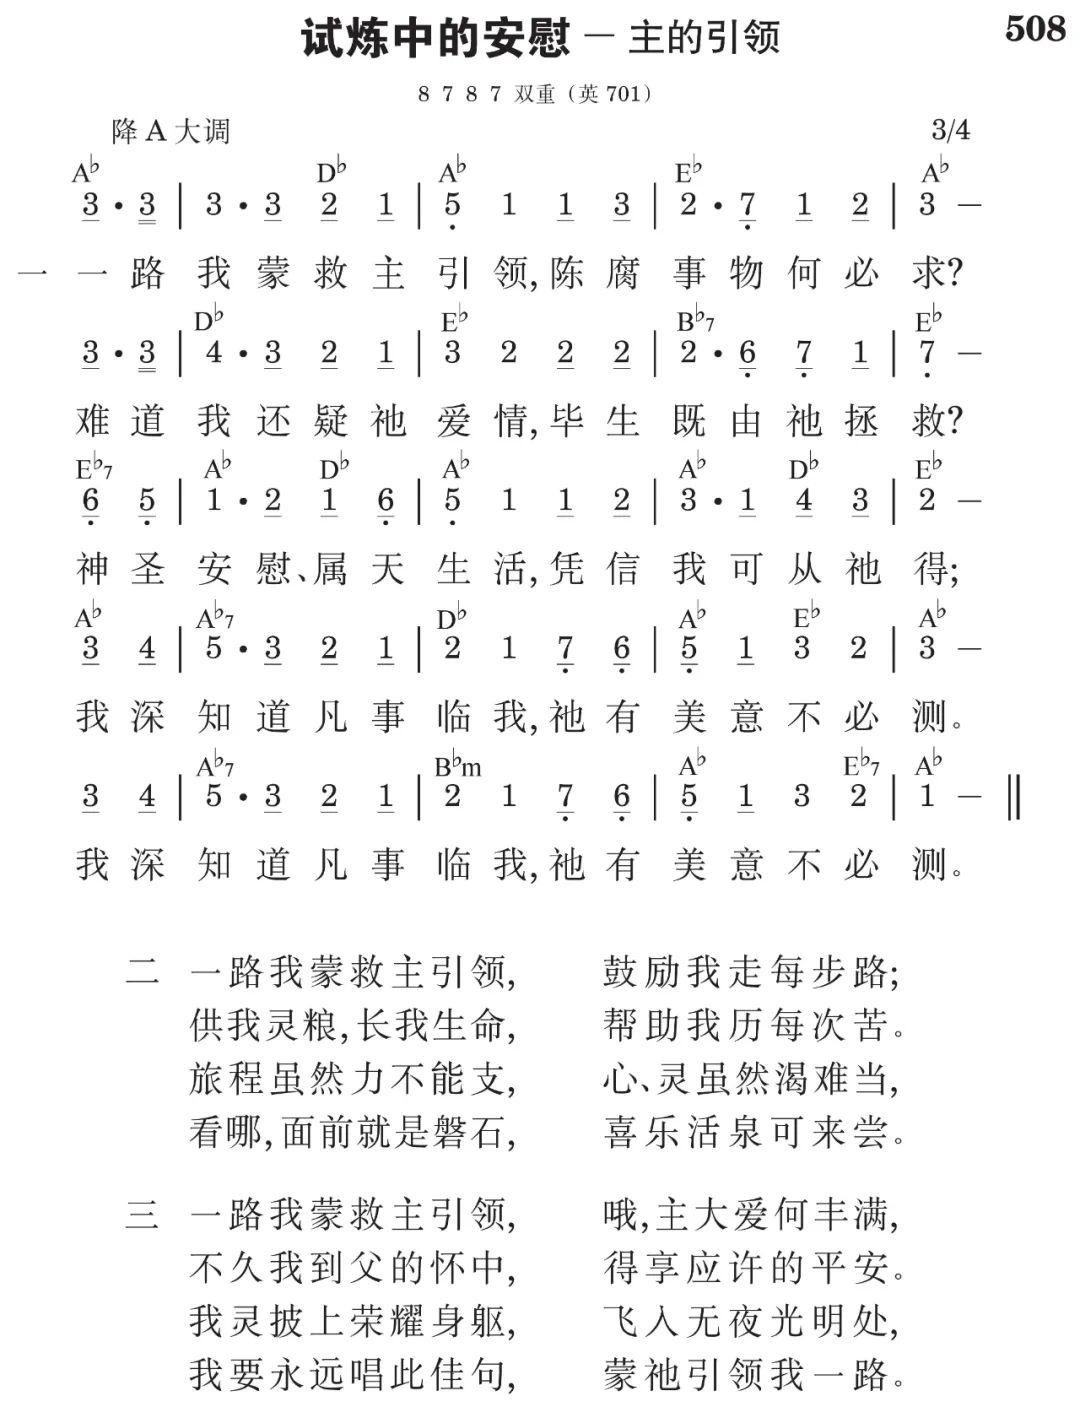 试炼中的安慰 — 主的引领 508
8 7 8 7 双重（英 701）
降 A 大调 3/4
A♭ D♭ A♭ E♭ A♭
3 · 3 | 3 · 3 2 1 | 5 1 1 3 | 2 · 7 1 2 | 3 —
一 一路我蒙救主引领,陈腐事物何必求?
D♭ E♭ B♭7 E♭
3 · 3 | 4 · 3 2 1 | 3 2 2 2 | 2 · 6 7 1 | 7 —
难道我还疑祂爱情,毕生既由祂拯救?
E♭7 A♭ D♭ A♭ A♭ D♭ E♭
6 5 | 1 · 2 1 6 | 5 1 1 2 | 3 · 1 4 3 | 2 —
神圣安慰、属天生活,凭信我可从祂得;
A♭ A♭7 D♭ A♭ E♭ A♭
3 4 | 5 · 3 2 1 | 2 1 7 6 | 5 1 3 2 | 3 —
我深知道凡事临我,祂有美意不必测。
A♭7 B♭m A♭ E♭7 A♭
3 4 | 5 · 3 2 1 | 2 1 7 6 | 5 1 3 2 | 1 — ‖
我深知道凡事临我,祂有美意不必测。
二 一路我蒙救主引领, 鼓励我走每步路;
供我灵粮,长我生命, 帮助我历每次苦。
旅程虽然力不能支, 心、灵虽然渴难当,
看哪,面前就是磐石, 喜乐活泉可来尝。
三 一路我蒙救主引领, 哦,主大爱何丰满,
不久我到父的怀中, 得享应许的平安。
我灵披上荣耀身躯, 飞入无夜光明处,
我要永远唱此佳句, 蒙祂引领我一路。